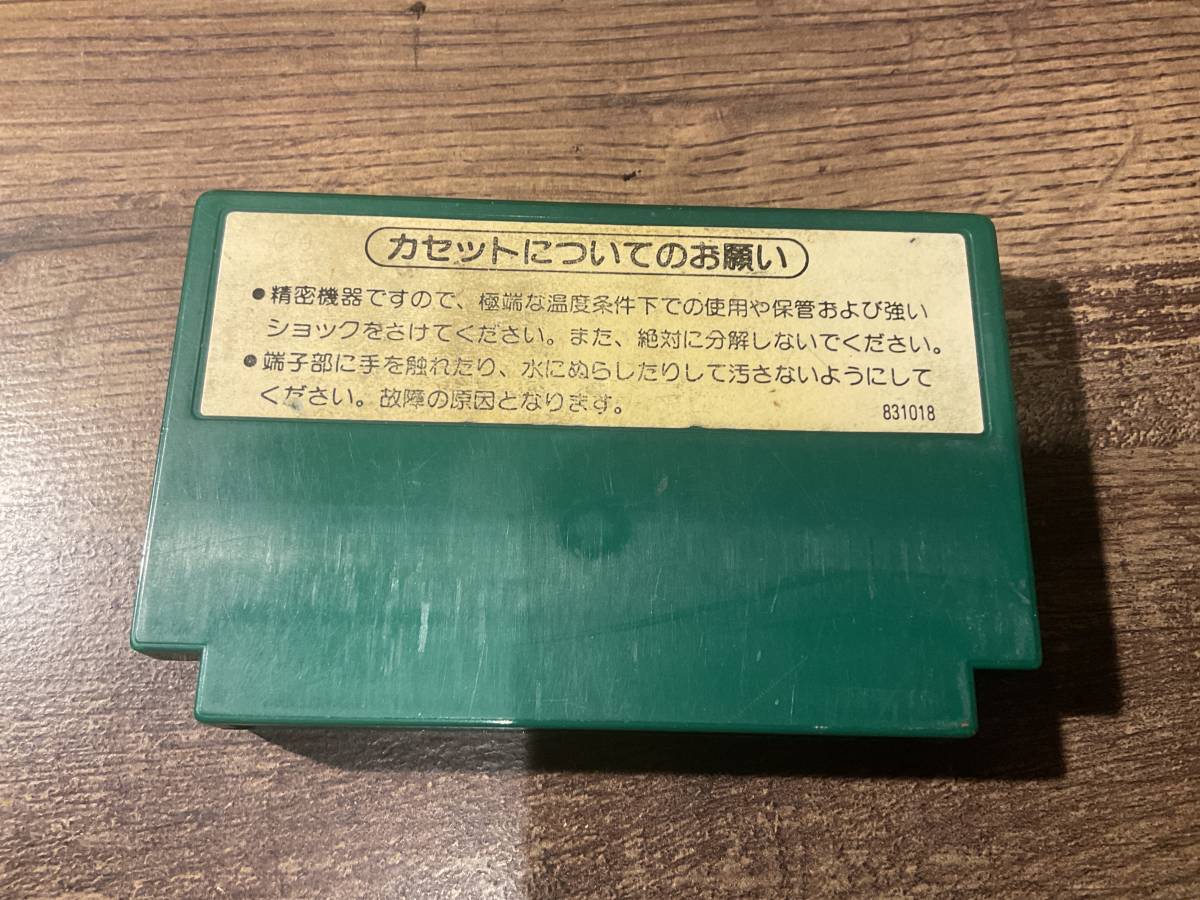 カセットについてのお願い
●精密機器ですので、極端な温度条件下での使用や保管および強い
ショックをさけてください。また、絶対に分解しないでください。
●端子部に手を触れたり、水にぬらしたりして汚さないようにして
ください。故障の原因となります。
831018